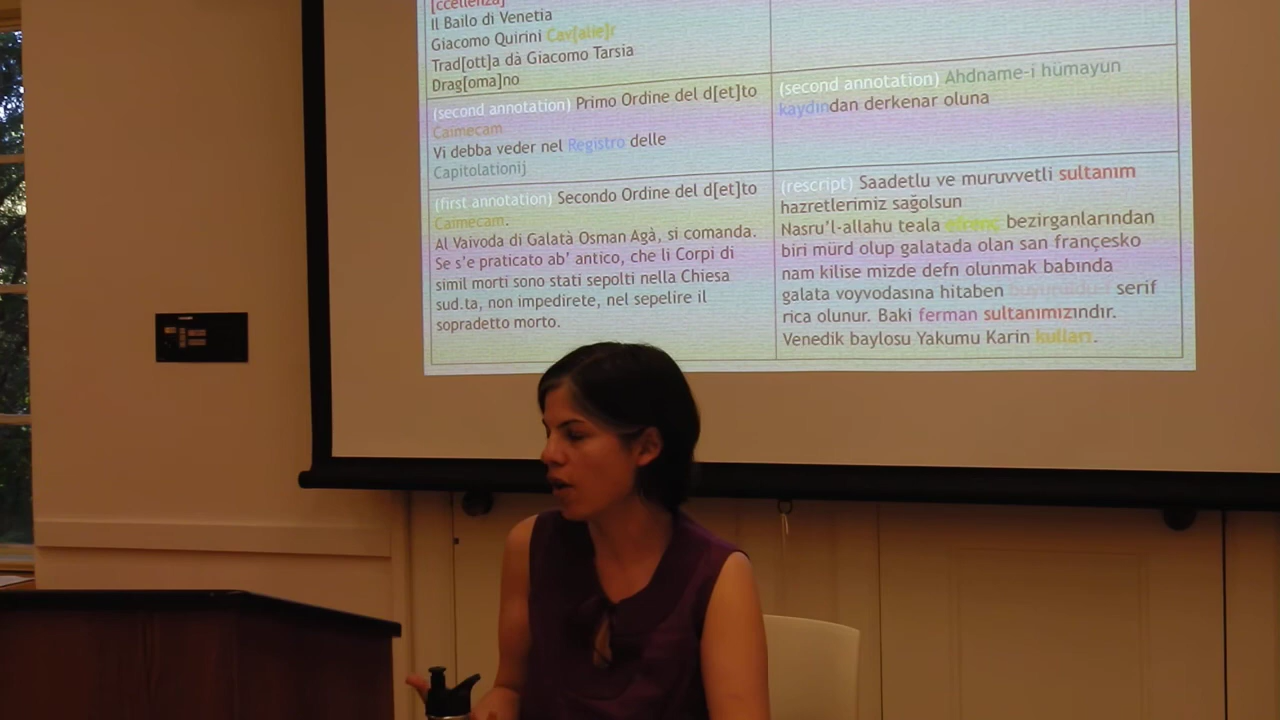 [ccellenza]
Il Bailo di Venetia
Giacomo Quirini Cav[alie]r
Trad[ott]a dà Giacomo Tarsia
Drag[oma]no
(second annotation) Primo Ordine del d[et]to
Caimecam
Vi debba veder nel Registro delle
Capitolationij
(second annotation) Ahdname-i hümayun
kaydından derkenar oluna
(first annotation) Secondo Ordine del d[et]to
Caimecam.
Al Vaivoda di Galatà Osman Agà, si comanda.
Se s'e praticato ab' antico, che li Corpi di
simil morti sono stati sepolti nella Chiesa
sud.ta, non impedirete, nel sepelire il
sopradetto morto.
(rescript) Saadetlu ve muruvvetli sultanım
hazretlerimiz sağolsun
Nasru'l-allahu teala efrenç bezirganlarından
biri mürd olup galatada olan san françesko
nam kilise mizde defn olunmak babında
galata voyvodasına hitaben buyuruldu-ı serif
rica olunur. Baki ferman sultanımızındır.
Venedik baylosu Yakumu Karin kulları.